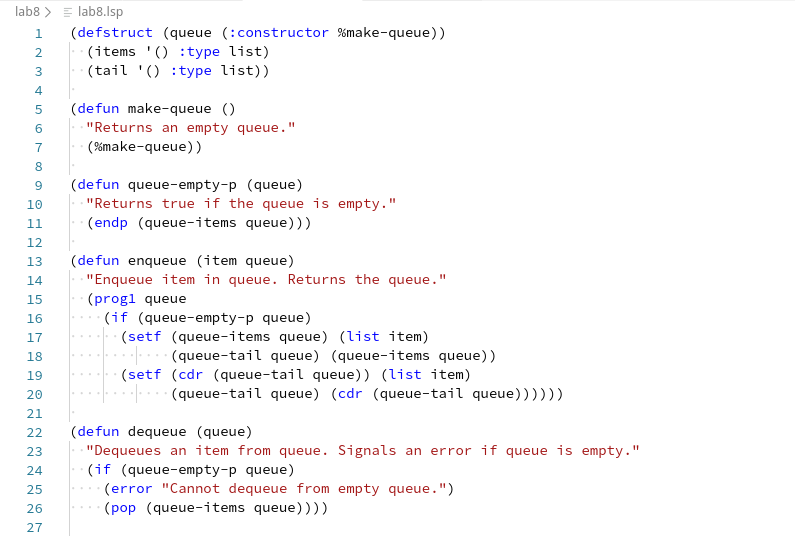 lab8 > lab8.lsp
1 (defstruct (queue (:constructor %make-queue))
2   (items '() :type list)
3   (tail '() :type list))
4
5 (defun make-queue ()
6   "Returns an empty queue."
7   (%make-queue))
8
9 (defun queue-empty-p (queue)
10   "Returns true if the queue is empty."
11   (endp (queue-items queue)))
12
13 (defun enqueue (item queue)
14   "Enqueue item in queue. Returns the queue."
15   (prog1 queue
16     (if (queue-empty-p queue)
17       (setf (queue-items queue) (list item)
18             (queue-tail queue) (queue-items queue))
19       (setf (cdr (queue-tail queue)) (list item)
20             (queue-tail queue) (cdr (queue-tail queue))))))
21
22 (defun dequeue (queue)
23   "Dequeues an item from queue. Signals an error if queue is empty."
24   (if (queue-empty-p queue)
25     (error "Cannot dequeue from empty queue.")
26     (pop (queue-items queue))))
27